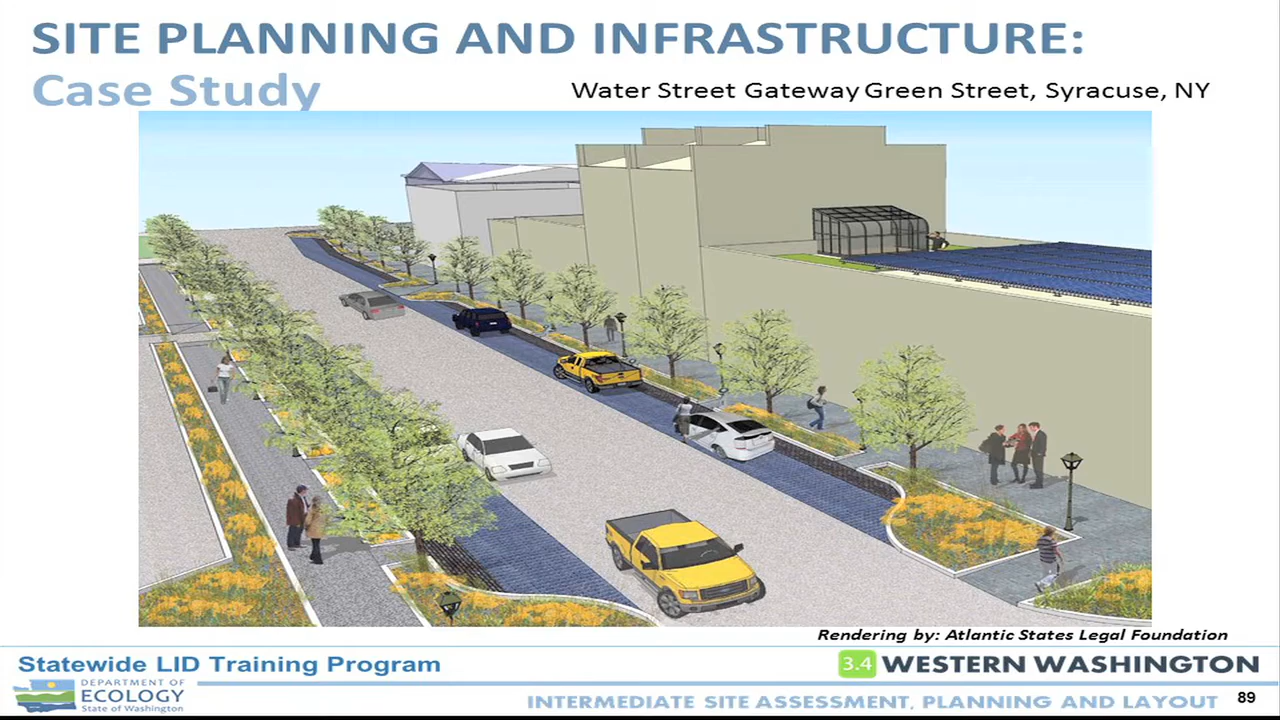 SITE PLANNING AND INFRASTRUCTURE:
Case Study
Water Street Gateway Green Street, Syracuse, NY
Rendering by: Atlantic States Legal Foundation
Statewide LID Training Program
3.4 WESTERN WASHINGTON
DEPARTMENT OF
ECOLOGY
State of Washington
INTERMEDIATE SITE ASSESSMENT, PLANNING AND LAYOUT
89